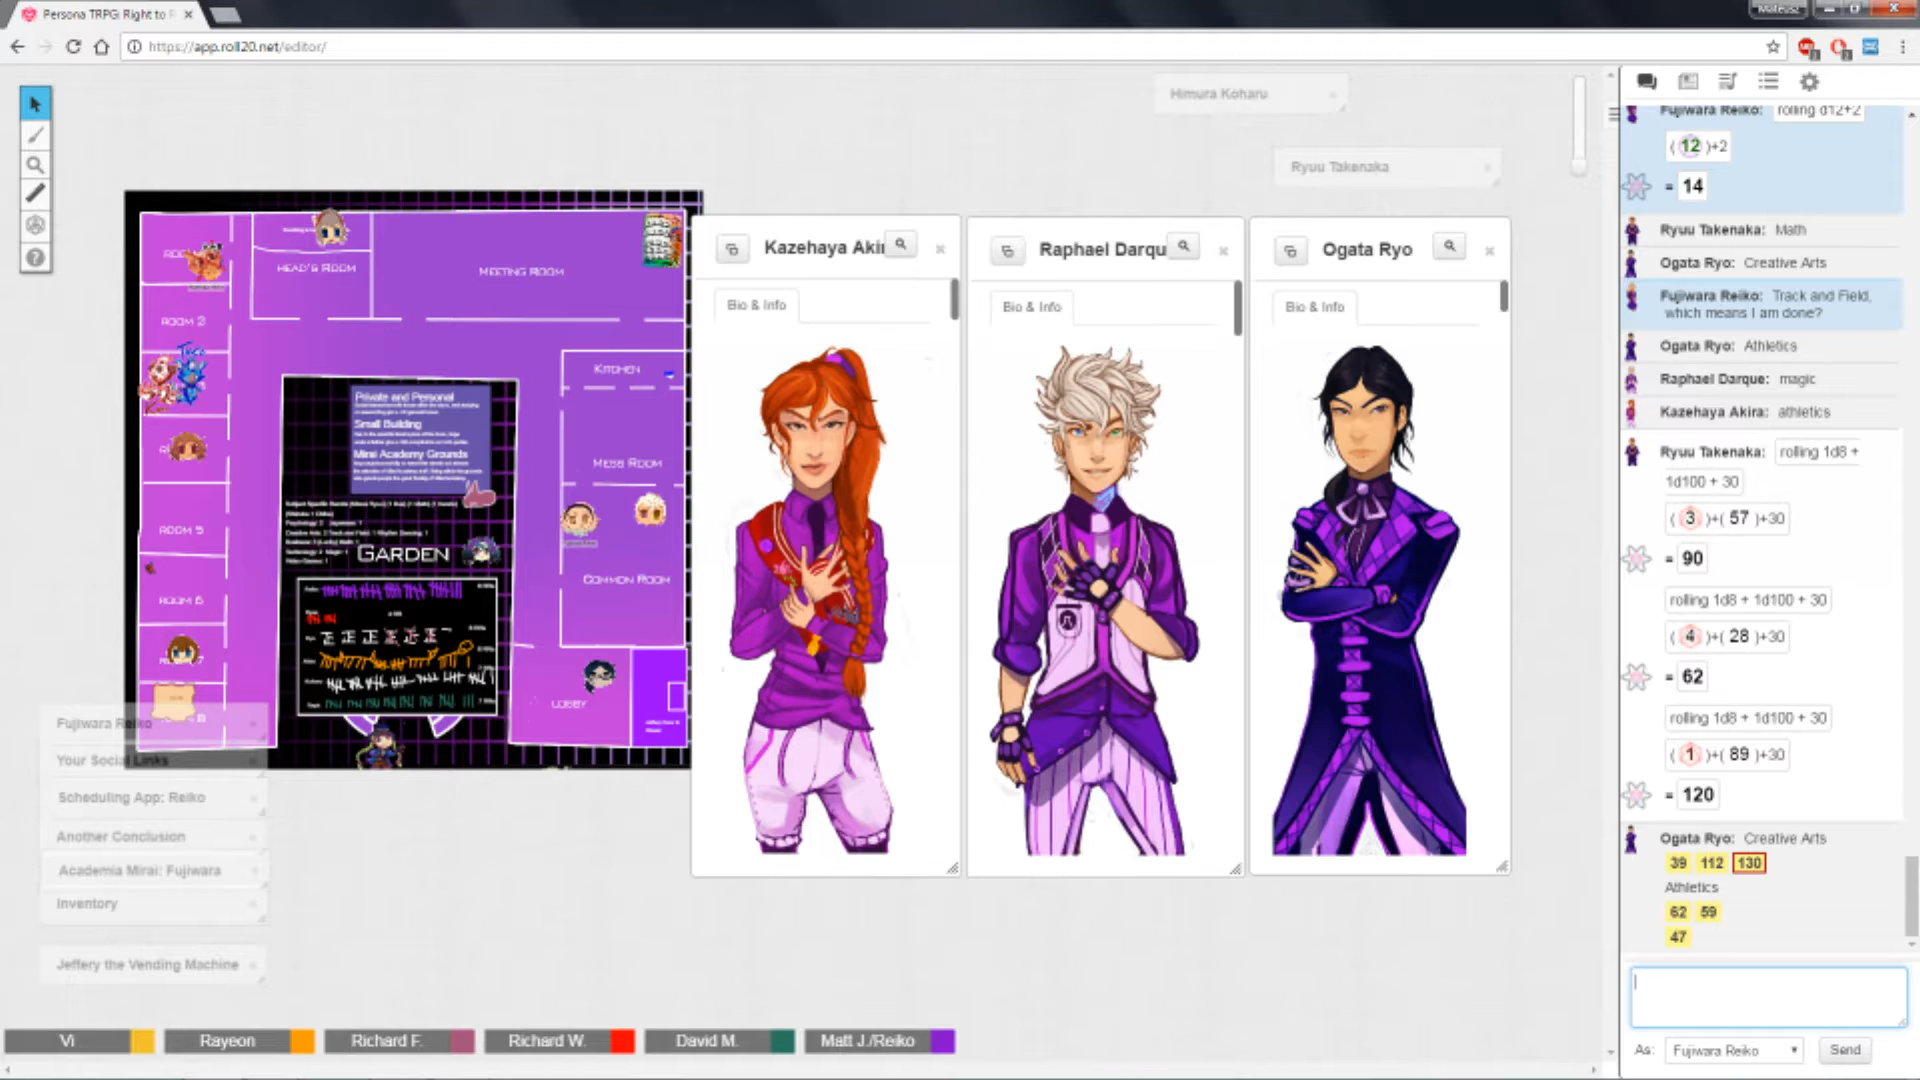 Persona TRPG: Right to R
Mateusz
https://app.roll20.net/editor/
Himura Koharu
Ryuu Takenaka
HEAD'S ROOM
MEETING ROOM
ROOM 2
ROOM 5
ROOM 6
KITCHEN
MESS ROOM
COMMON ROOM
LOBBY
Private and Personal
Small Building
Mirai Academy Grounds
GARDEN
Kazehaya Akir
Bio & Info
Raphael Darqu
Bio & Info
Ogata Ryo
Bio & Info
Fujiwara Reiko
Your Social Links
Scheduling App: Reiko
Another Conclusion
Academia Mirai: Fujiwara
Inventory
Jeffery the Vending Machine
Vi
Rayeon
Richard F.
Richard W.
David M.
Matt J./Reiko
Fujiwara Reiko: rolling d12+2
(12)+2
= 14
Ryuu Takenaka: Math
Ogata Ryo: Creative Arts
Fujiwara Reiko: Track and Field,
which means I am done?
Ogata Ryo: Athletics
Raphael Darque: magic
Kazehaya Akira: athletics
Ryuu Takenaka: rolling 1d8 +
1d100 + 30
(3)+(57)+30
= 90
rolling 1d8 + 1d100 + 30
(4)+(28)+30
= 62
rolling 1d8 + 1d100 + 30
(1)+(89)+30
= 120
Ogata Ryo: Creative Arts
39 112 130
Athletics
62 59
47
As: Fujiwara Reiko Send